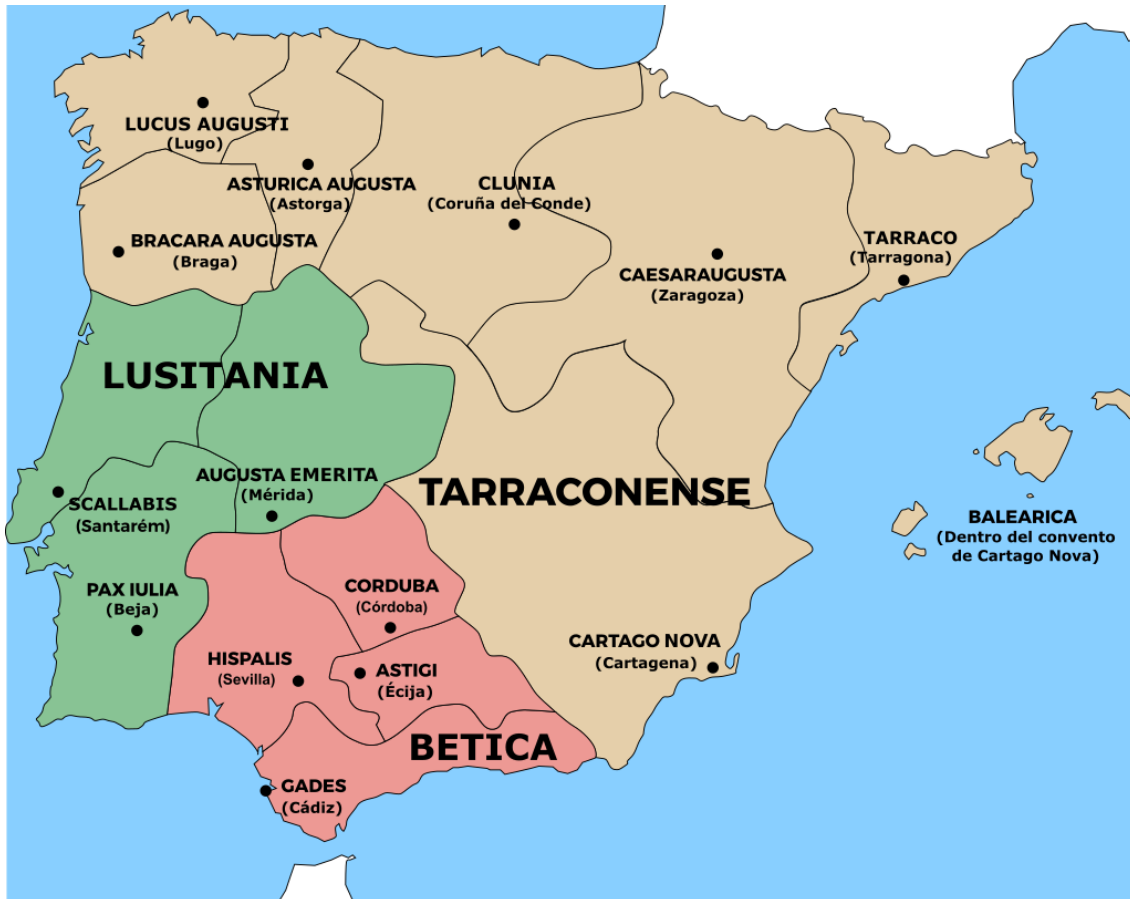 LUCUS AUGUSTI
(Lugo)
ASTURICA AUGUSTA
(Astorga)
CLUNIA
(Coruña del Conde)
BRACARA AUGUSTA
(Braga)
TARRACO
(Tarragona)
CAESARAUGUSTA
(Zaragoza)
LUSITANIA
AUGUSTA EMERITA
(Mérida)
TARRACONENSE
SCALLABIS
(Santarém)
BALEARICA
(Dentro del convento
de Cartago Nova)
PAX IULIA
(Beja)
CORDUBA
(Córdoba)
CARTAGO NOVA
(Cartagena)
HISPALIS
(Sevilla)
ASTIGI
(Écija)
BETICA
GADES
(Cádiz)